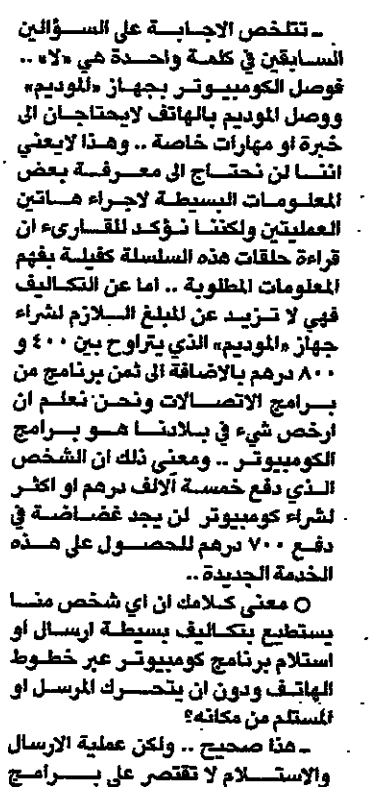 ـ تتلخص الاجابة على السؤالين
السابقين في كلمة واحدة هي «لا» ..
فوصل الكومبيوتر بجهاز «الموديم»
ووصل الموديم بالهاتف لايحتاجان الى
خبرة او مهارات خاصة .. وهذا لايعني
اننا لن نحتاج الى معرفة بعض
المعلومات البسيطة لاجراء هاتين
العمليتين ولكننا نؤكد للقارىء ان
قراءة حلقات هذه السلسلة كفيلة بفهم
المعلومات المطلوبة .. اما عن التكاليف
فهي لا تزيد عن المبلغ اللازم لشراء
جهاز «الموديم» الذي يتراوح بين ٤٠٠ و
٨٠٠ درهم بالاضافة الى ثمن برنامج من
برامج الاتصالات ونحن نعلم ان
ارخص شيء في بلادنا هو برامج
الكومبيوتر .. ومعنى ذلك ان الشخص
الذي دفع خمسة آلاف درهم او اكثر
لشراء كومبيوتر لن يجد غضاضة في
دفع ٧٠٠ درهم للحصول على هذه
الخدمة الجديدة ..
○ معنى كلامك ان اي شخص منا
يستطيع بتكاليف بسيطة ارسال أو
استلام برنامج كومبيوتر عبر خطوط
الهاتف ودون ان يتحرك المرسل او
المستلم من مكانه؟
ـ هذا صحيح .. ولكن عملية الارسال
والاستلام لا تقتصر على برامج